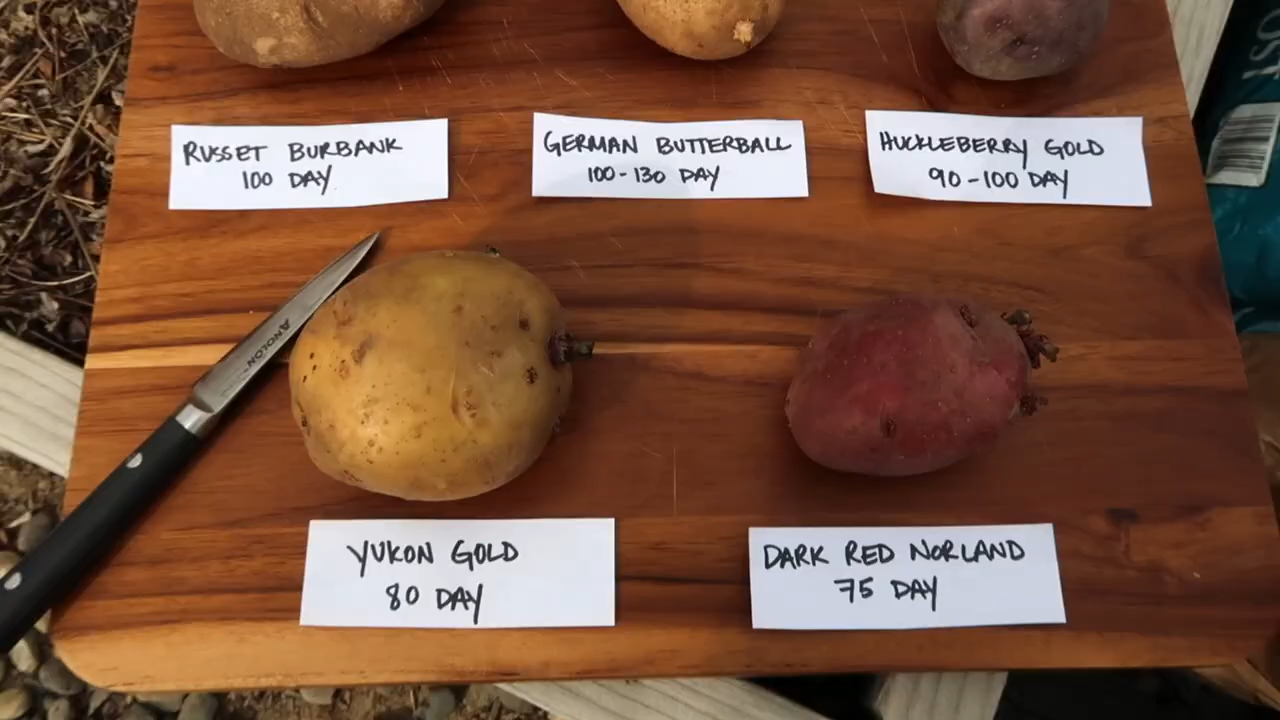 RUSSET BURBANK
100 DAY
GERMAN BUTTERBALL
100-130 DAY
HUCKLEBERRY GOLD
90-100 DAY
ANOLON
YUKON GOLD
80 DAY
DARK RED NORLAND
75 DAY